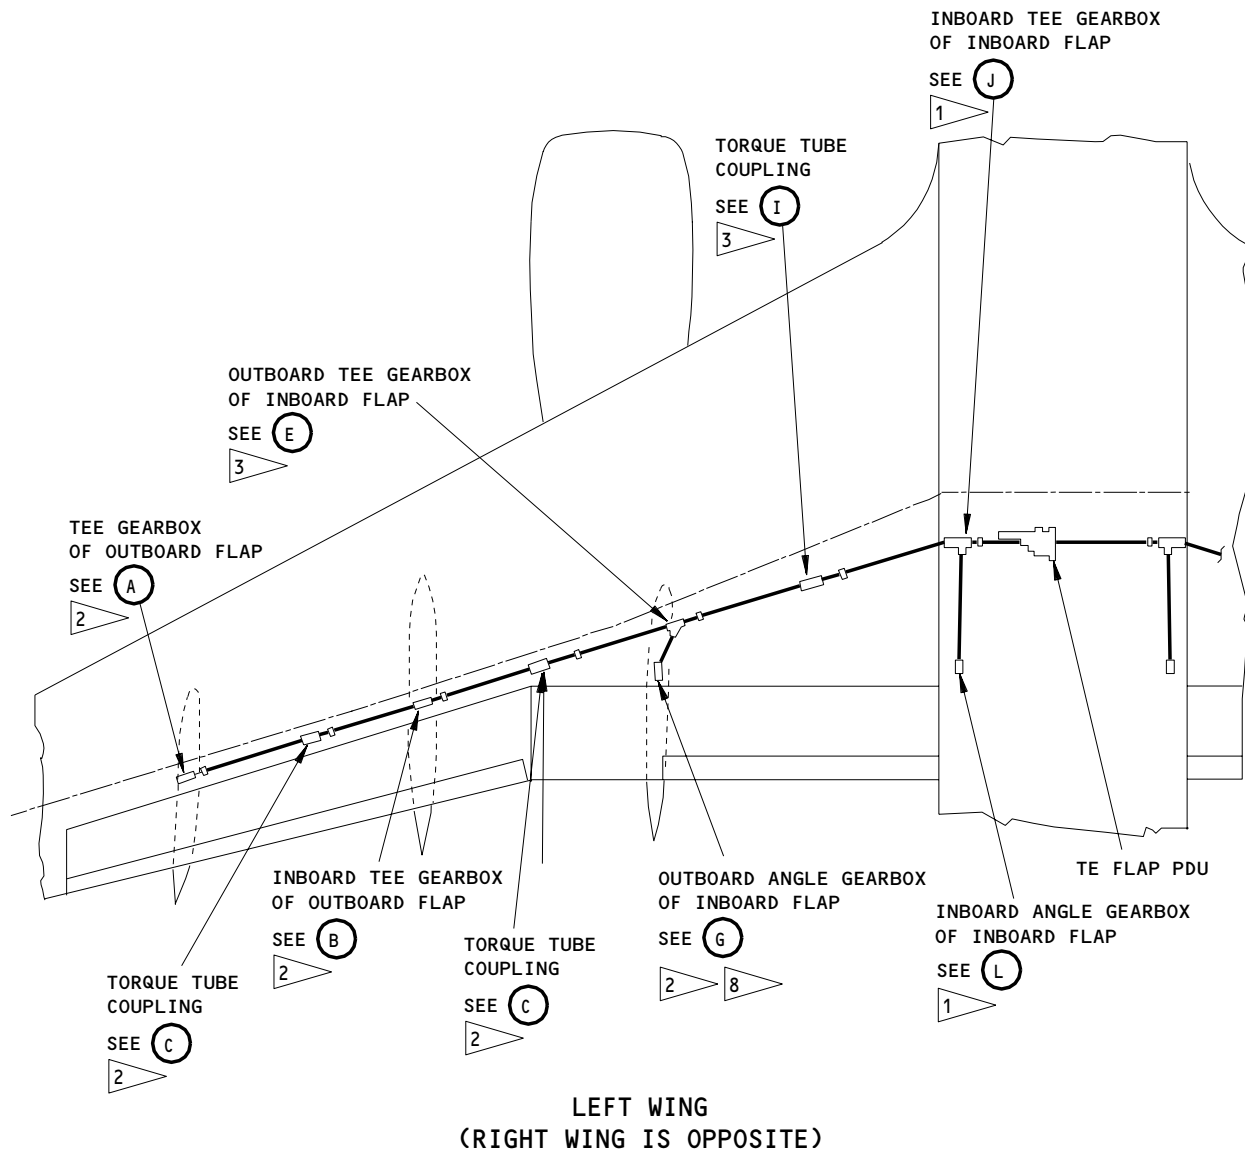 INBOARD TEE GEARBOX
OF INBOARD FLAP
SEE J
1
TORQUE TUBE
COUPLING
SEE I
3
OUTBOARD TEE GEARBOX
OF INBOARD FLAP
SEE E
3
TEE GEARBOX
OF OUTBOARD FLAP
SEE A
2
TE FLAP PDU
INBOARD TEE GEARBOX
OF OUTBOARD FLAP
SEE B
2
OUTBOARD ANGLE GEARBOX
OF INBOARD FLAP
SEE G
2 8
INBOARD ANGLE GEARBOX
OF INBOARD FLAP
SEE L
1
TORQUE TUBE
COUPLING
SEE C
2
TORQUE TUBE
COUPLING
SEE C
2
LEFT WING
(RIGHT WING IS OPPOSITE)